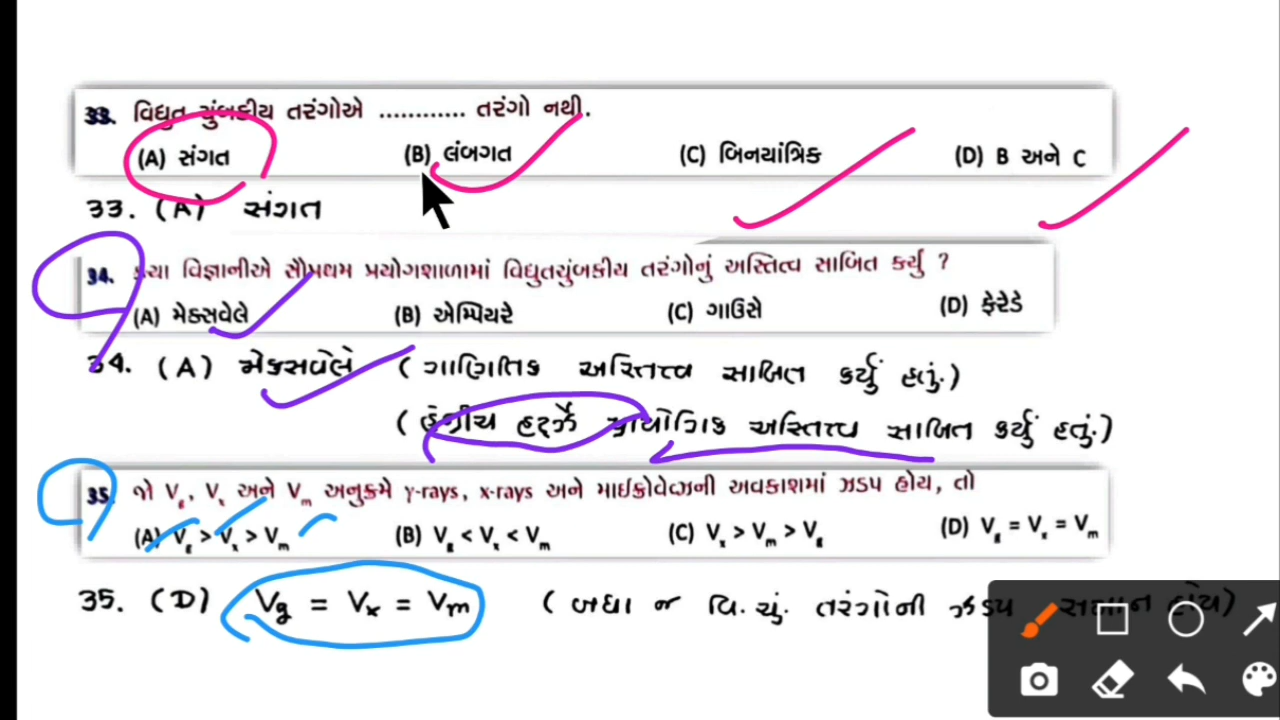 33. વિદ્યુત ચુંબકીય તરંગોએ ............ તરંગો નથી.
(A) સંગત (B) લંબગત (C) બિનયાંત્રિક (D) B અને C
33. (A) સંગત
34. કયા વિજ્ઞાનીએ સૌપ્રથમ પ્રયોગશાળામાં વિદ્યુતચુંબકીય તરંગોનું અસ્તિત્વ સાબિત કર્યું ?
(A) મેક્સવેલે (B) એમ્પિયરે (C) ગાઉસે (D) ફેરેડે
34. (A) મેક્સવેલે (ગાણિતિક અસ્તિત્ત્વ સાબિત કર્યું હતું.)
(હેન્રીચ હર્ટ્ઝે પ્રાયોગિક અસ્તિત્ત્વ સાબિત કર્યું હતું.)
35. જો Vg, Vx અને Vm અનુક્રમે γ-rays, x-rays અને માઈક્રોવેવ્ઝની અવકાશમાં ઝડપ હોય, તો
(A) Vg > Vx > Vm (B) Vg < Vx < Vm (C) Vx > Vm > Vg (D) Vg = Vx = Vm
35. (D) Vg = Vx = Vm (બધા જ વિ.ચું. તરંગોની ઝડપ સમાન હોય)